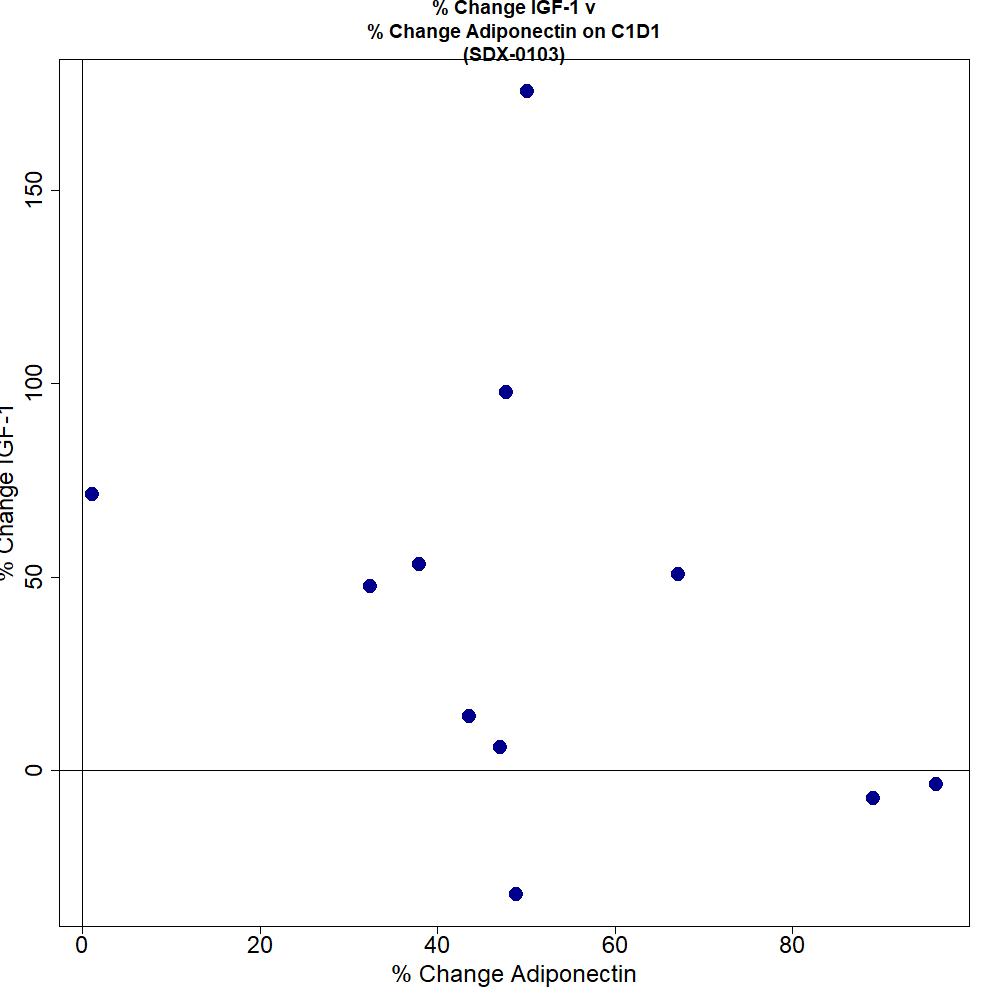 % Change IGF-1 v
% Change Adiponectin on C1D1
(SDX-0103)
% Change IGF-1
150
100
50
0
0 20 40 60 80
% Change Adiponectin